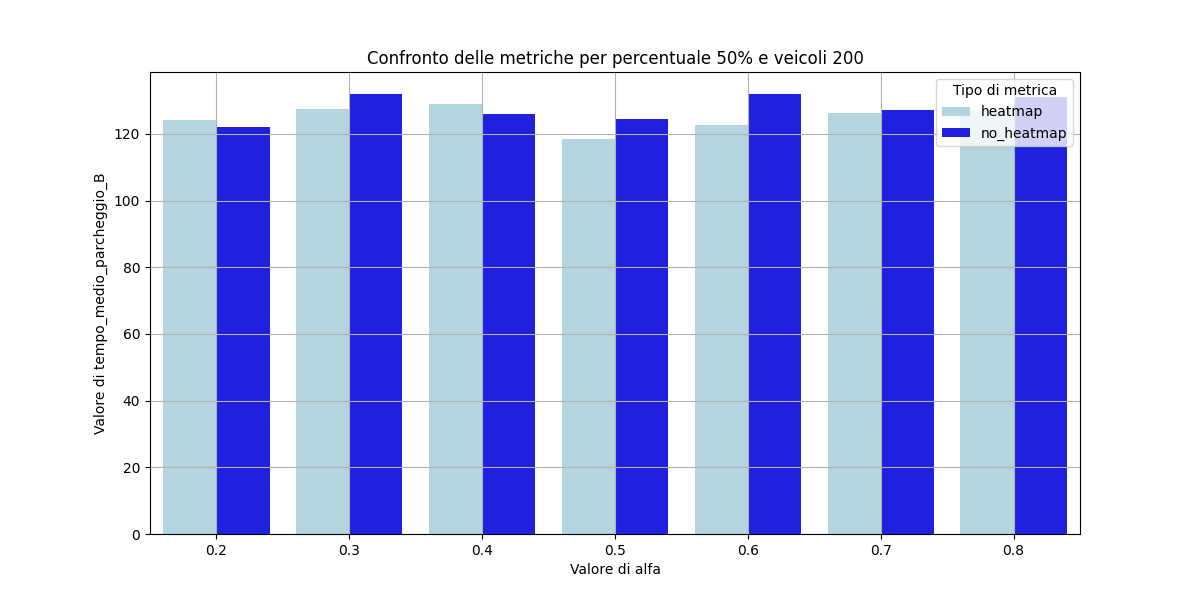 Confronto delle metriche per percentuale 50% e veicoli 200
Tipo di metrica
heatmap
no_heatmap
Valore di tempo_medio_parcheggio_B
120
100
80
60
40
20
0
0.2 0.3 0.4 0.5 0.6 0.7 0.8
Valore di alfa